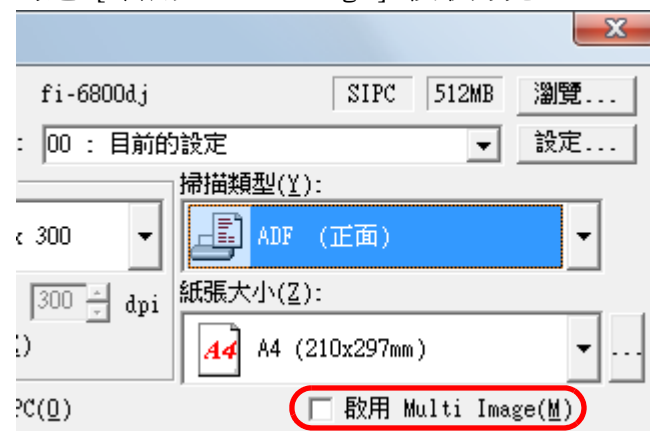 fi-6800dj SIPC 512MB 瀏覽...
: 00 : 目前的設定 設定...
掃描類型(Y):
x 300 ADF (正面)
300 dpi 紙張大小(Z):
A4 A4 (210x297mm) ...
PC(O) 啟用 Multi Image(M)